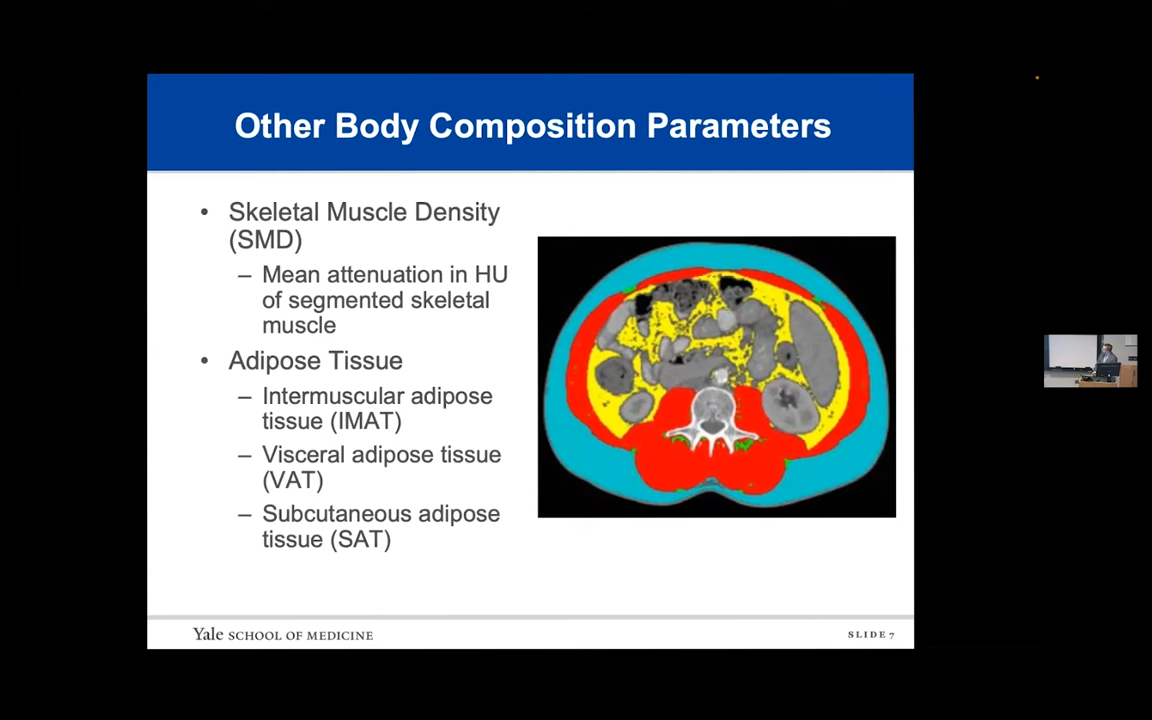 Other Body Composition Parameters
• Skeletal Muscle Density
(SMD)
– Mean attenuation in HU
of segmented skeletal
muscle
• Adipose Tissue
– Intermuscular adipose
tissue (IMAT)
– Visceral adipose tissue
(VAT)
– Subcutaneous adipose
tissue (SAT)
Yale SCHOOL OF MEDICINE
SLIDE 7